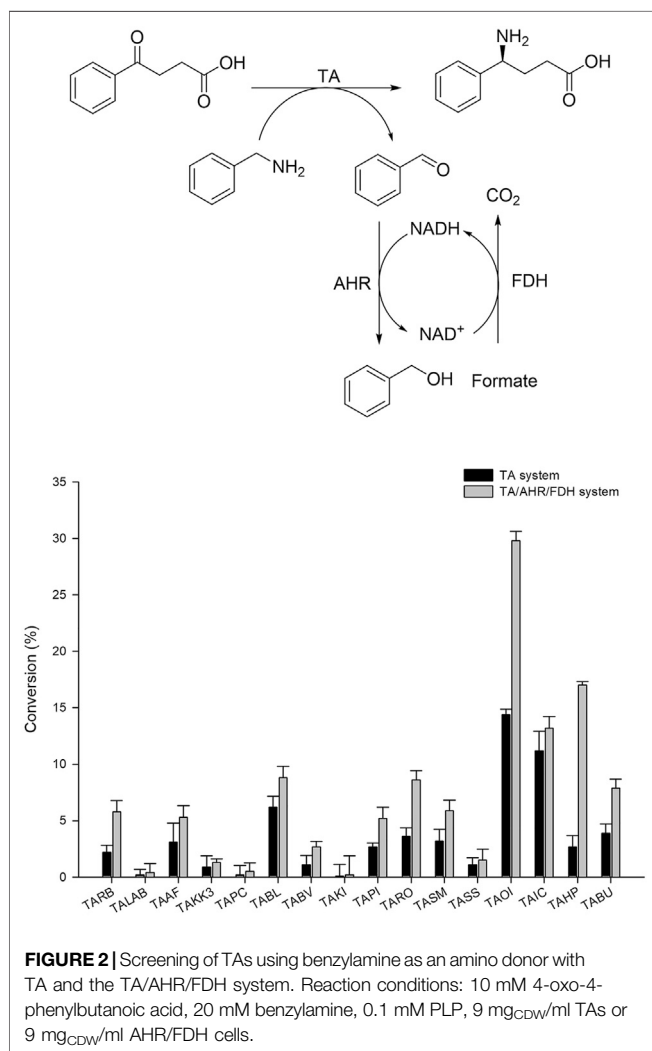 O
OH
O
TA
NH2
OH
O
NH2
O
CO2
NADH
AHR
FDH
NAD+
OH
Formate
35
30
25
20
15
10
5
0
Conversion (%)
TA system
TA/AHR/FDH system
TARB
TALAB
TAAF
TAKK3
TAPC
TABL
TABV
TAKI
TAPI
TARO
TASM
TASS
TAOI
TAIC
TAHP
TABU
FIGURE 2 | Screening of TAs using benzylamine as an amino donor with
TA and the TA/AHR/FDH system. Reaction conditions: 10 mM 4-oxo-4-
phenylbutanoic acid, 20 mM benzylamine, 0.1 mM PLP, 9 mgCDW/ml TAs or
9 mgCDW/ml AHR/FDH cells.